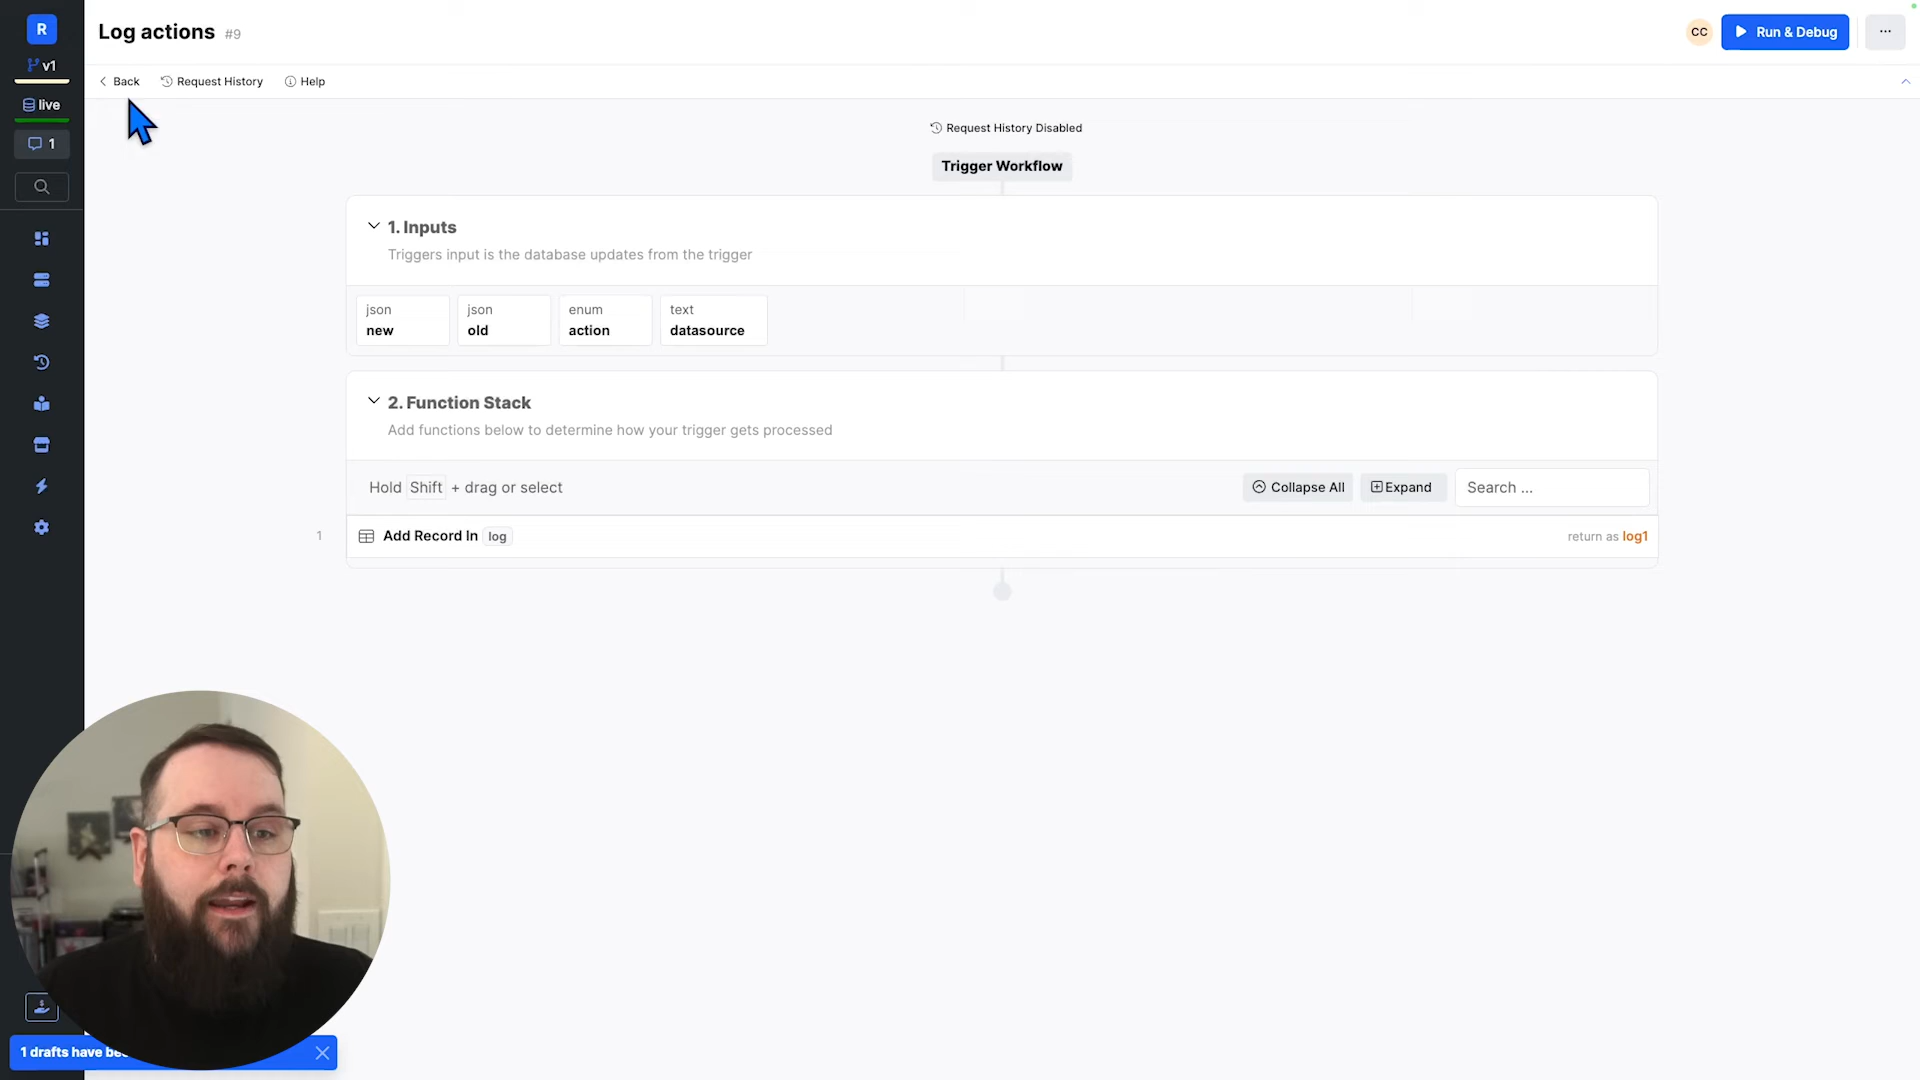 R
Log actions #9
CC
Run & Debug
v1
Back
Request History
Help
live
1
Request History Disabled
Trigger Workflow
1. Inputs
Triggers input is the database updates from the trigger
json
new
json
old
enum
action
text
datasource
2. Function Stack
Add functions below to determine how your trigger gets processed
Hold Shift + drag or select
Collapse All
Expand
Search ...
1
Add Record In log
return as log1
1 drafts have